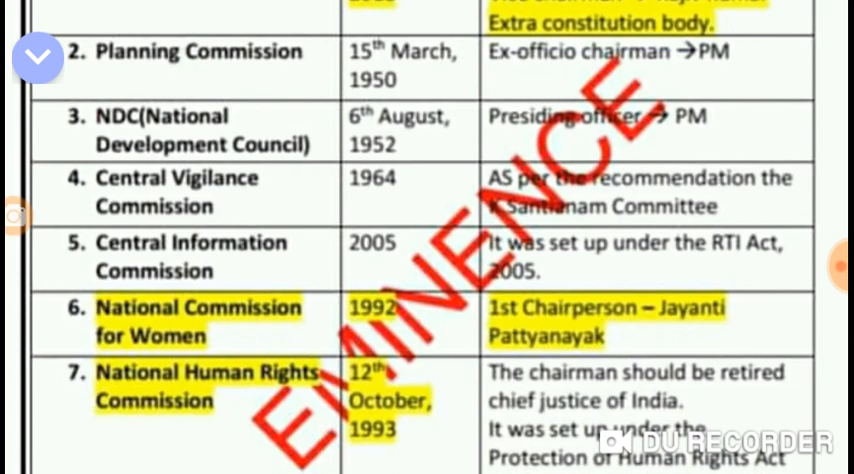 Extra constitution body.
2. Planning Commission
15th March,
1950
Ex-officio chairman →PM
3. NDC(National
Development Council)
6th August,
1952
Presiding officer → PM
4. Central Vigilance
Commission
1964
AS per the recommendation the
K Santianam Committee
5. Central Information
Commission
2005
It was set up under the RTI Act,
2005.
6. National Commission
for Women
1992
1st Chairperson – Jayanti
Pattyanayak
7. National Human Rights
Commission
12th
October,
1993
The chairman should be retired
chief justice of India.
It was set up under the
Protection of Human Rights Act
EMINENCE
DU RECORDER